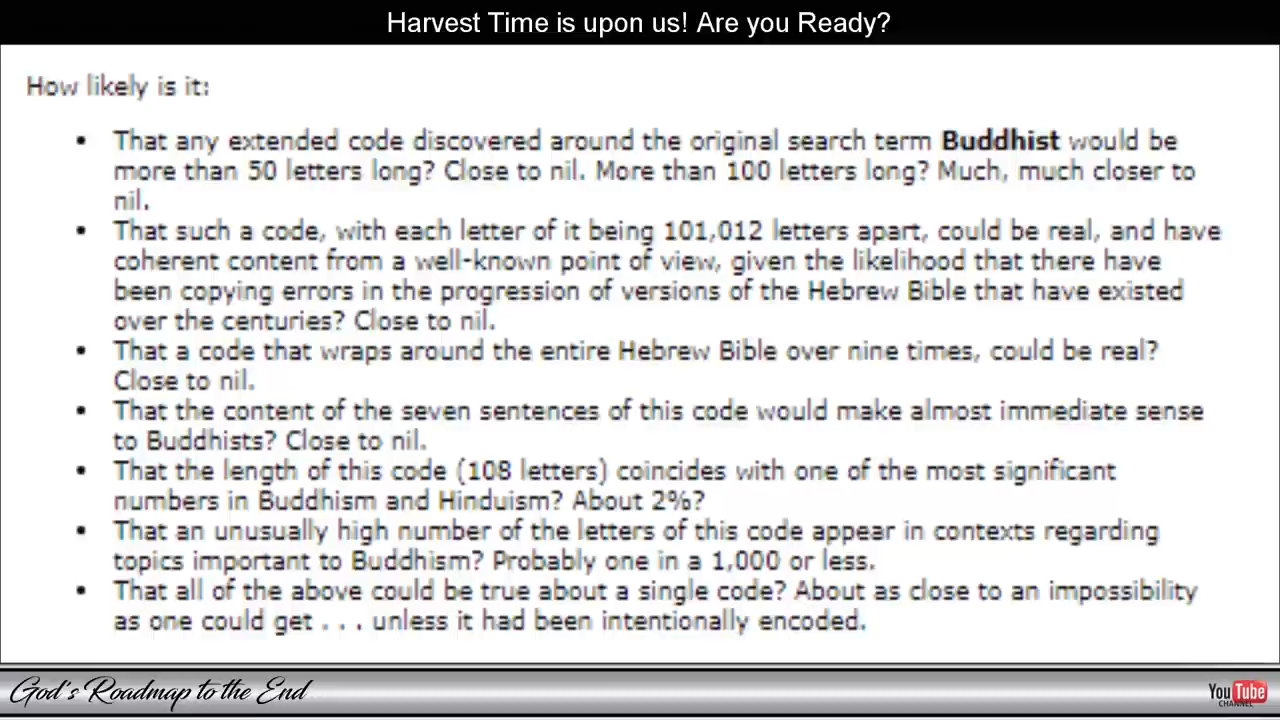 Harvest Time is upon us! Are you Ready?
How likely is it:
• That any extended code discovered around the original search term Buddhist would be
more than 50 letters long? Close to nil. More than 100 letters long? Much, much closer to
nil.
• That such a code, with each letter of it being 101,012 letters apart, could be real, and have
coherent content from a well-known point of view, given the likelihood that there have
been copying errors in the progression of versions of the Hebrew Bible that have existed
over the centuries? Close to nil.
• That a code that wraps around the entire Hebrew Bible over nine times, could be real?
Close to nil.
• That the content of the seven sentences of this code would make almost immediate sense
to Buddhists? Close to nil.
• That the length of this code (108 letters) coincides with one of the most significant
numbers in Buddhism and Hinduism? About 2%?
• That an unusually high number of the letters of this code appear in contexts regarding
topics important to Buddhism? Probably one in a 1,000 or less.
• That all of the above could be true about a single code? About as close to an impossibility
as one could get . . . unless it had been intentionally encoded.
God's Roadmap to the End
YouTube
CHANNEL